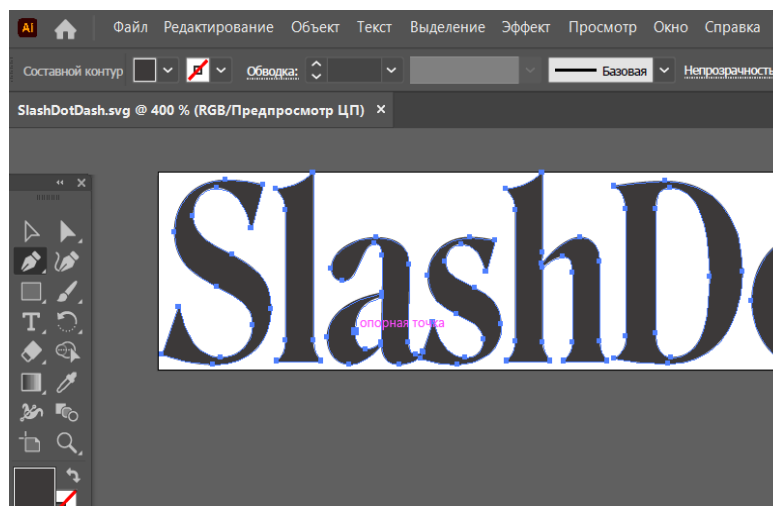 Ai Файл Редактирование Объект Текст Выделение Эффект Просмотр Окно Справка
Составной контур Обводка: Базовая Непрозрачность
SlashDotDash.svg @ 400 % (RGB/Предпросмотр ЦП) ×
SlashDo
опорная точка